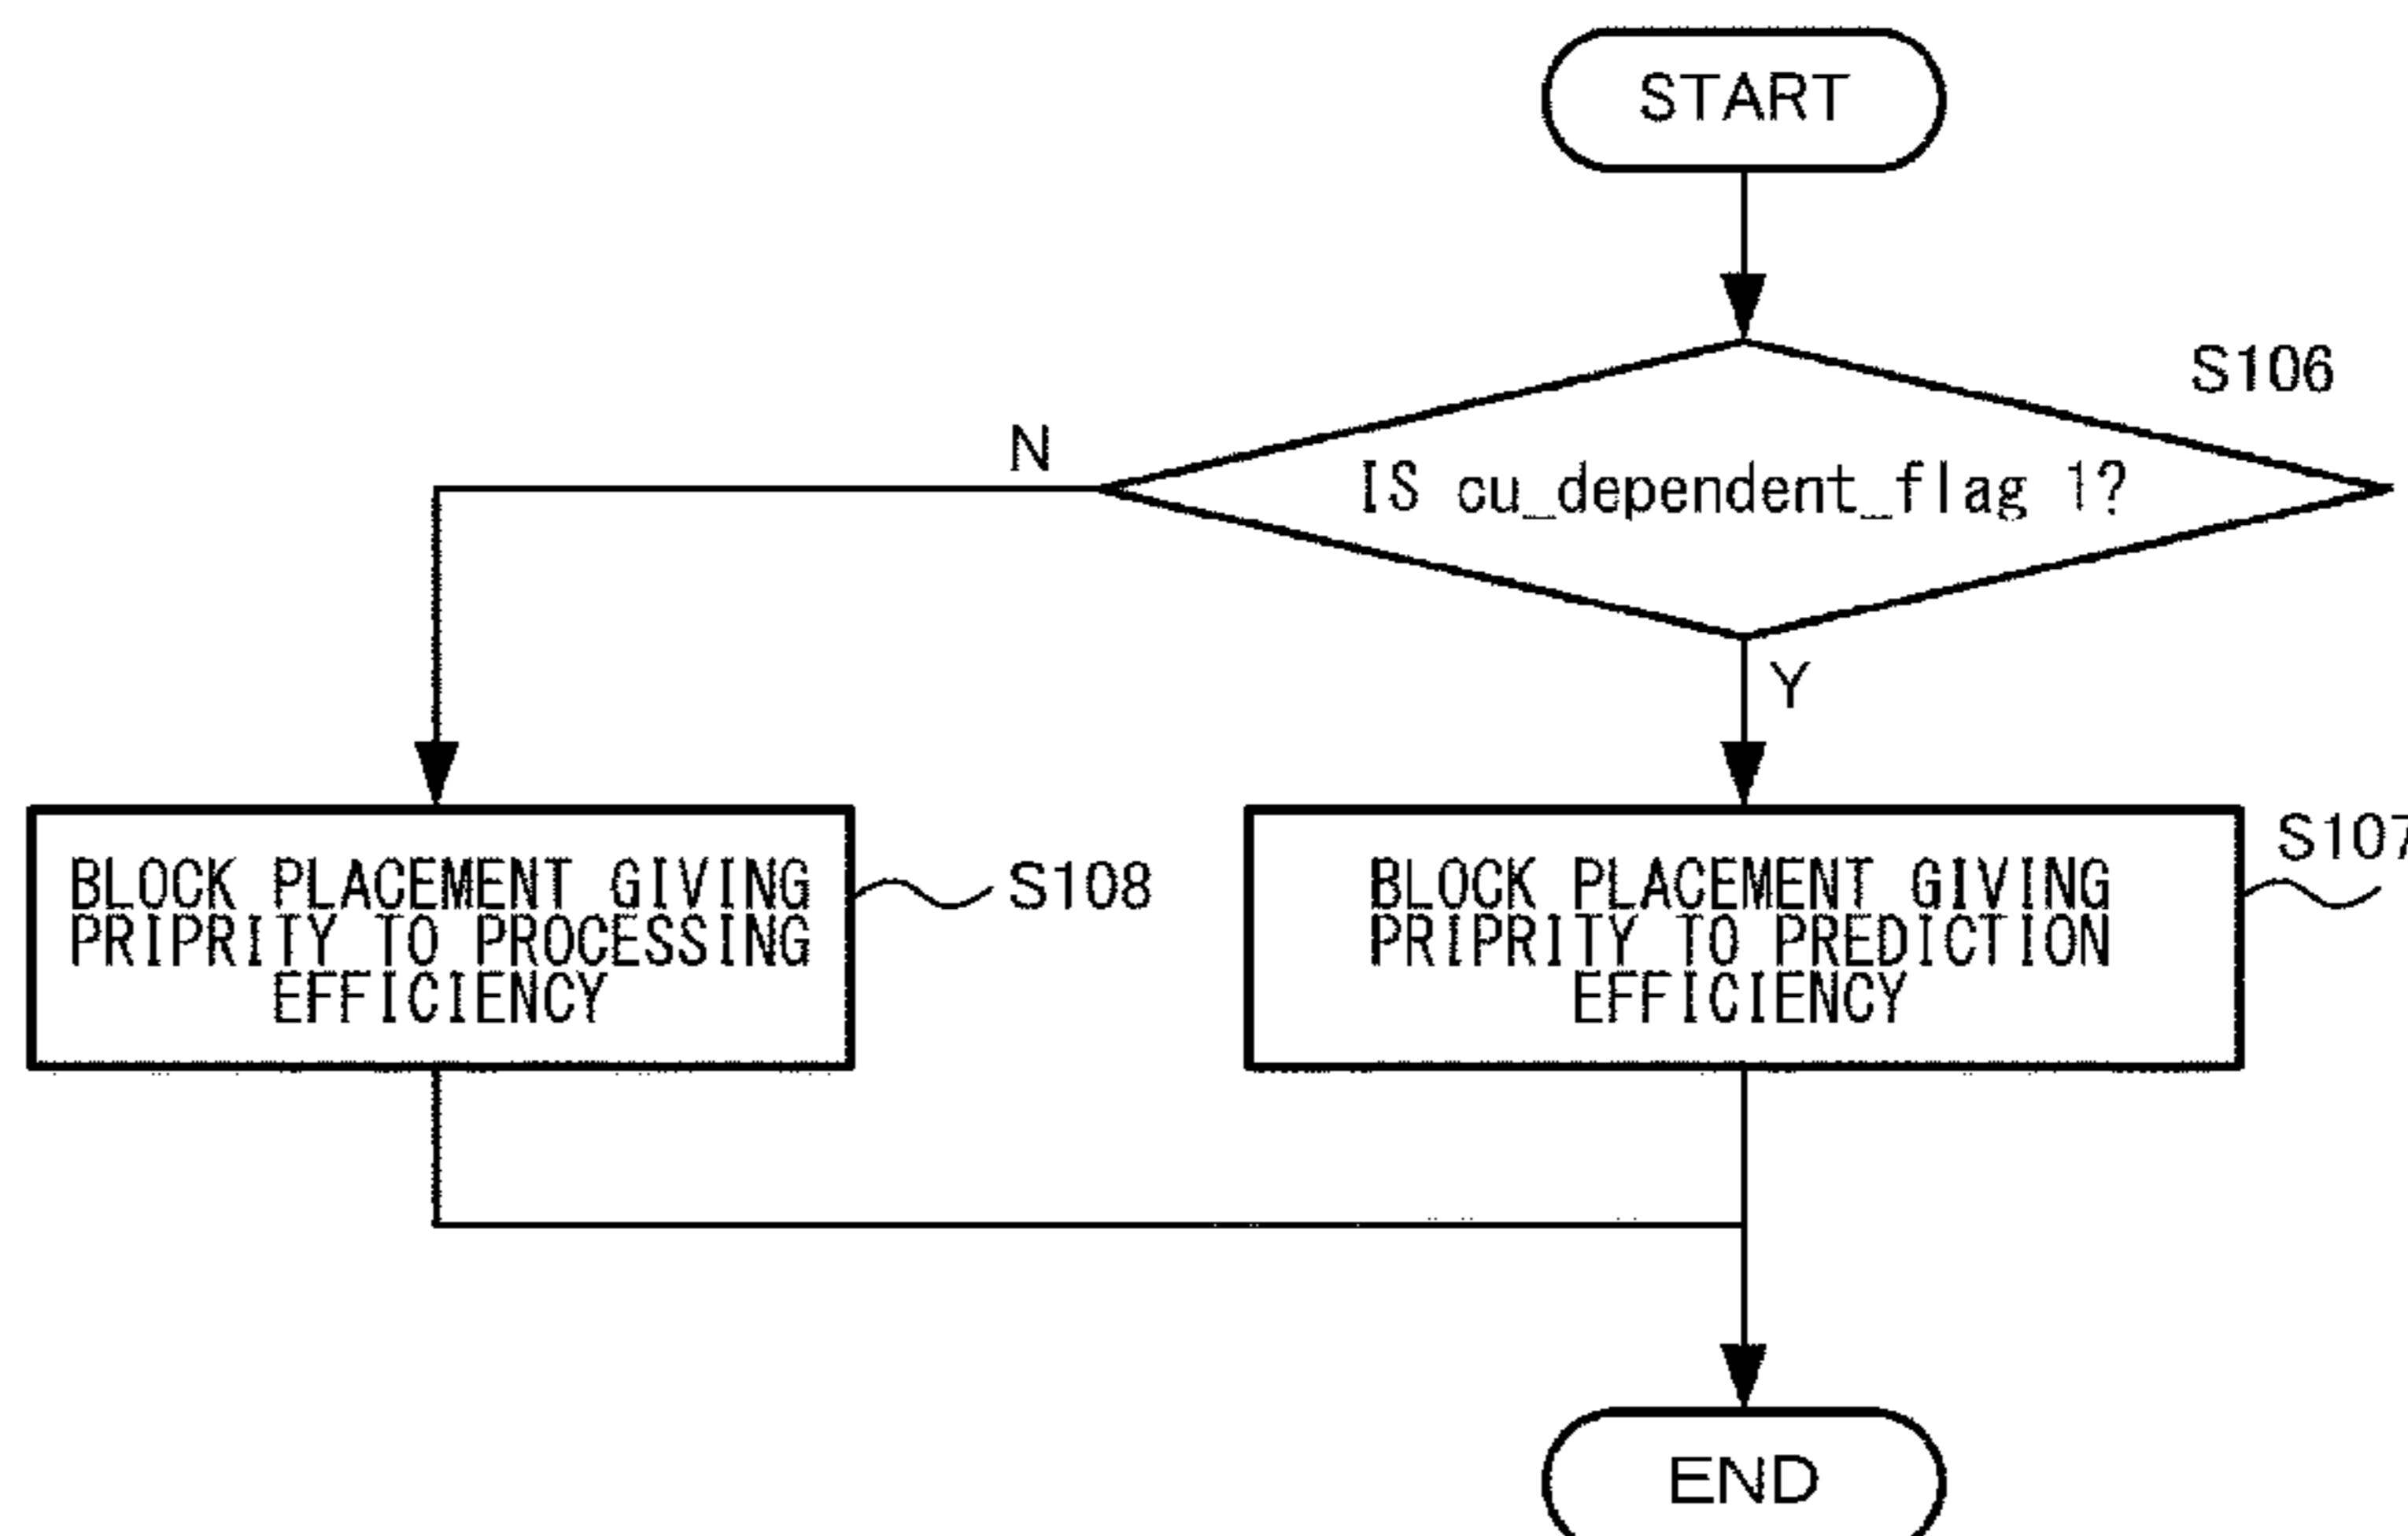 START
S106
N
IS cu_dependent_flag 1?
Y
S107
BLOCK PLACEMENT GIVING
PRIPRITY TO PROCESSING
EFFICIENCY
S108
BLOCK PLACEMENT GIVING
PRIPRITY TO PREDICTION
EFFICIENCY
END